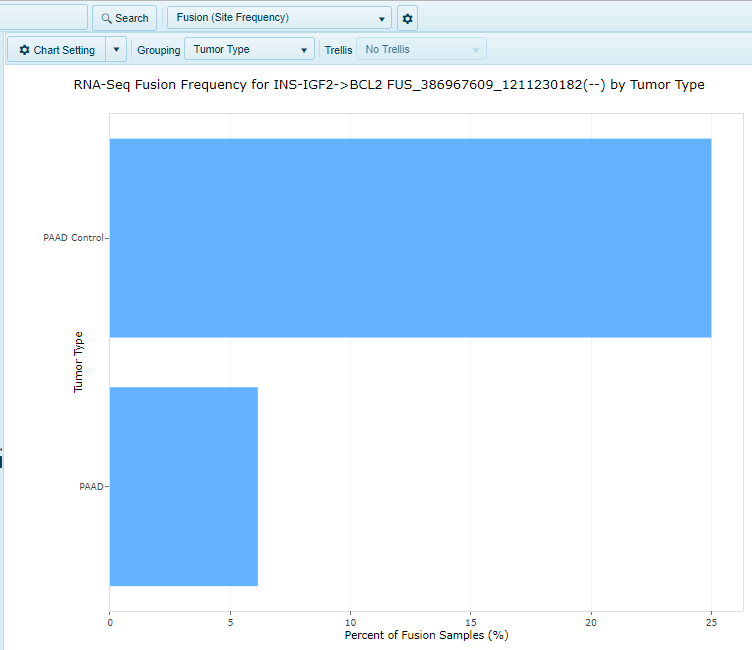 Search
Fusion (Site Frequency)
Chart Setting
Grouping
Tumor Type
Trellis
No Trellis
RNA-Seq Fusion Frequency for INS-IGF2->BCL2 FUS_386967609_1211230182(--) by Tumor Type
PAAD Control
Tumor Type
PAAD
0 5 10 15 20 25
Percent of Fusion Samples (%)